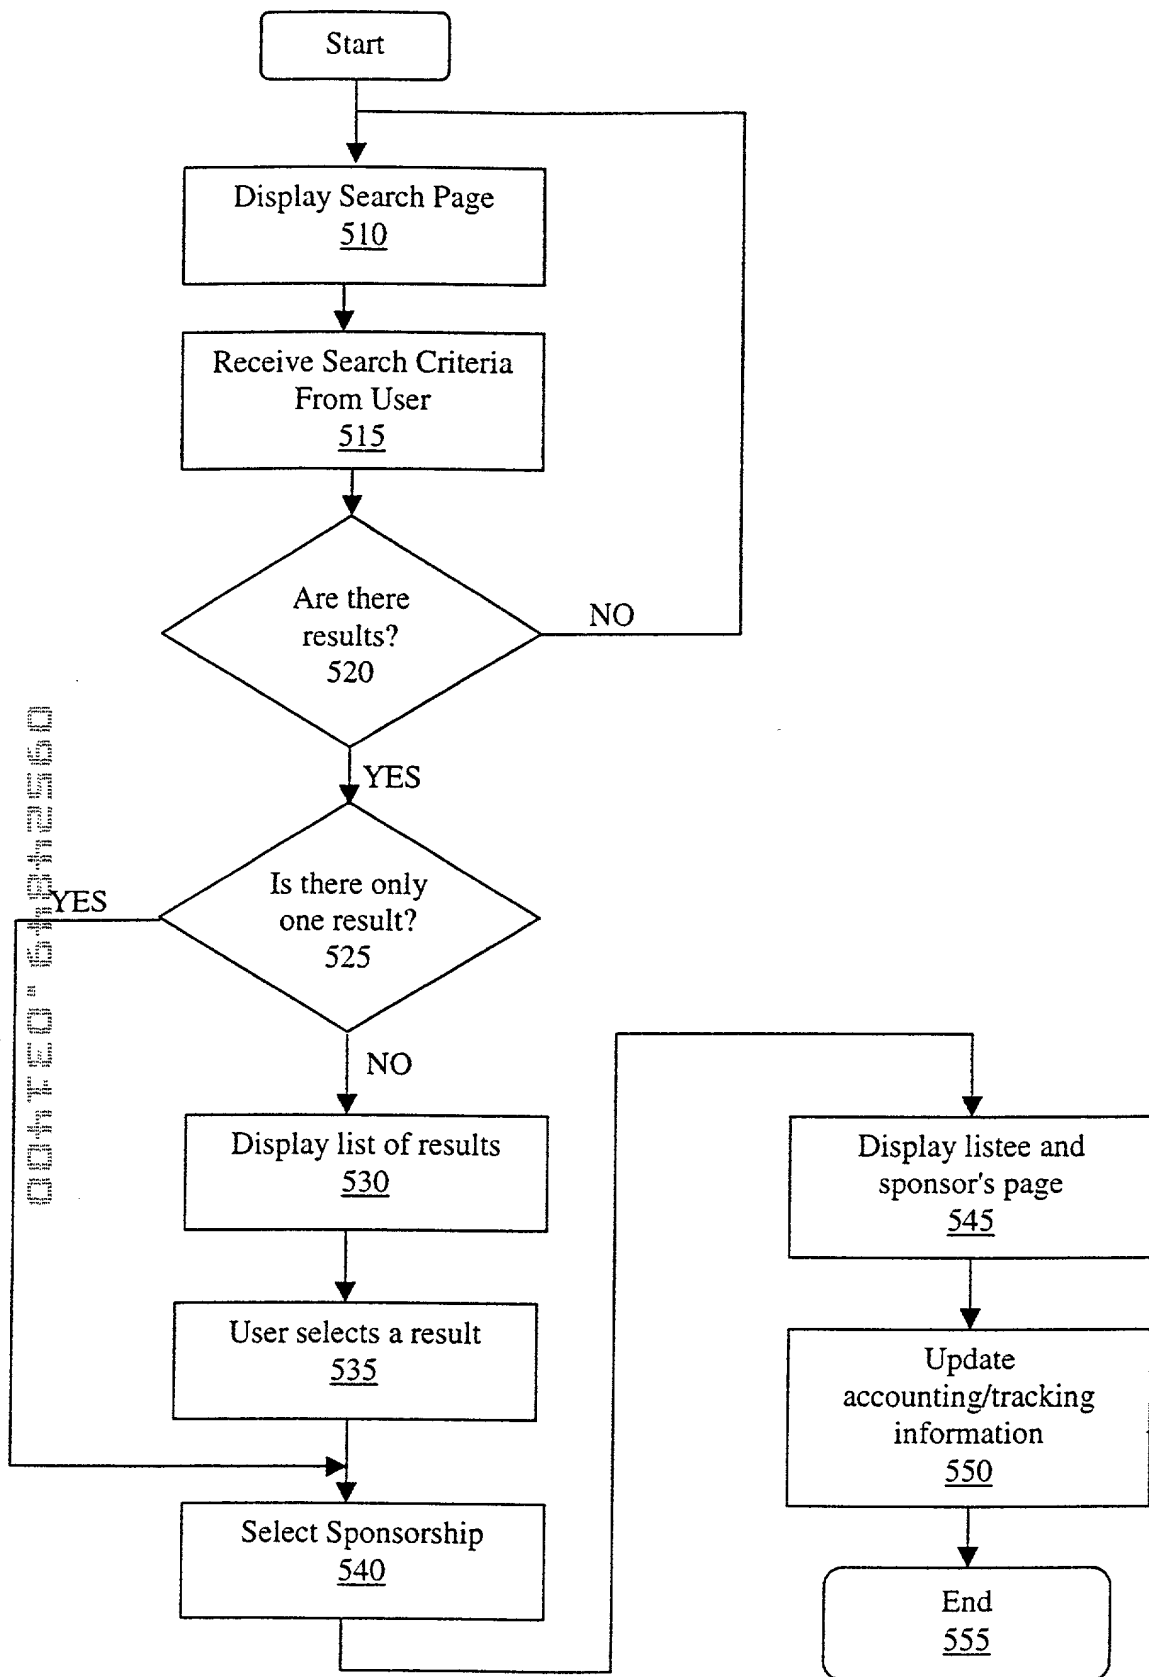 Start
Display Search Page
510
Receive Search Criteria
From User
515
Are there
results?
520
NO
YES
Is there only
one result?
525
YES
NO
Display list of results
530
User selects a result
535
Select Sponsorship
540
Display listee and
sponsor's page
545
Update
accounting/tracking
information
550
End
555